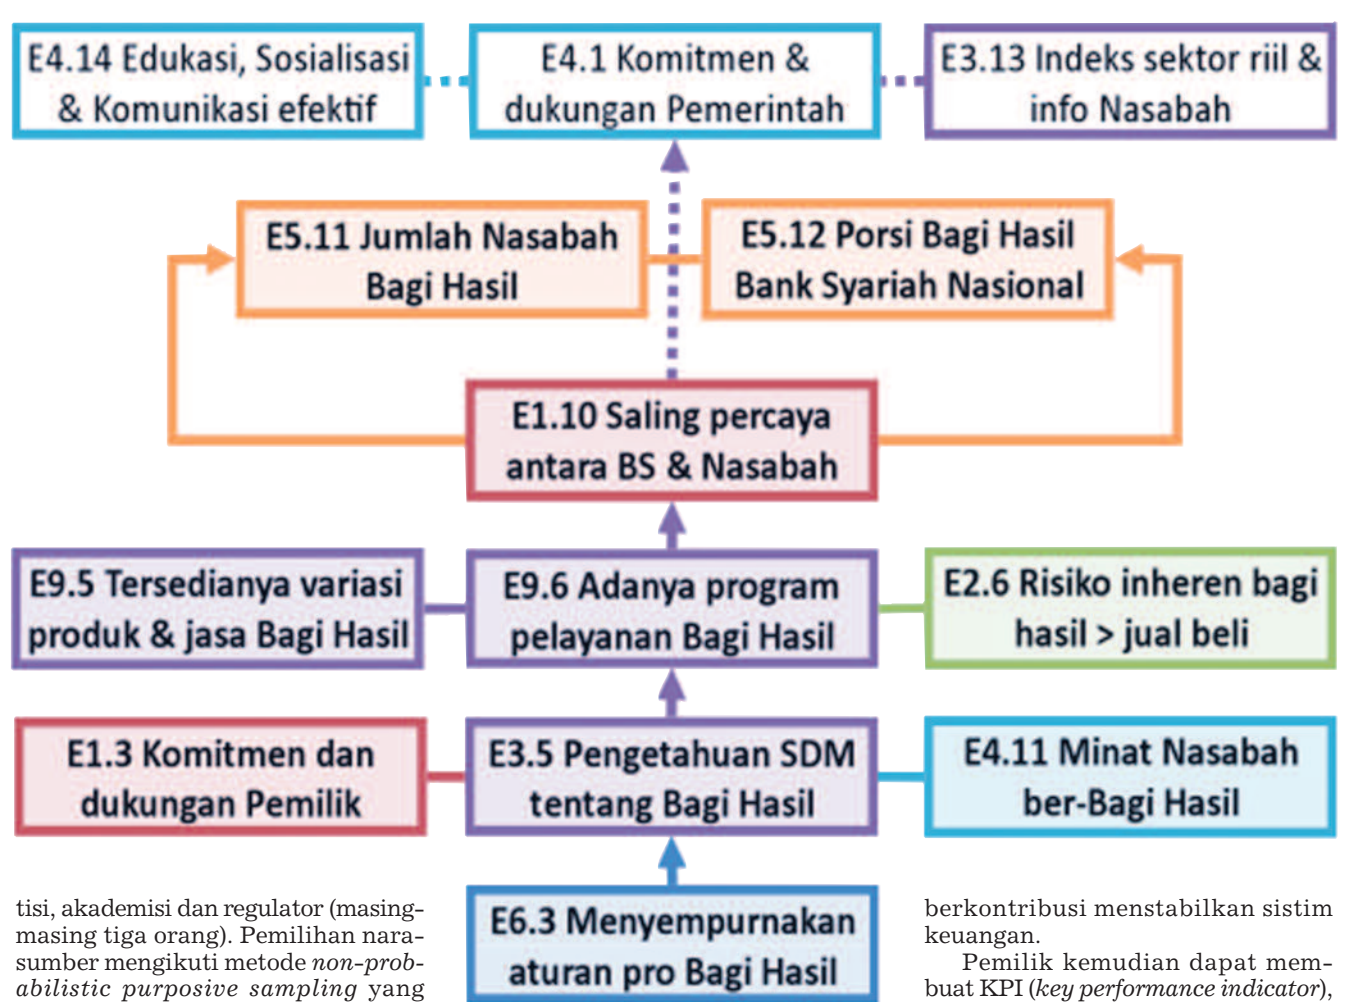 E4.14 Edukasi, Sosialisasi
& Komunikasi efektif
E4.1 Komitmen &
dukungan Pemerintah
E3.13 Indeks sektor riil &
info Nasabah
E5.11 Jumlah Nasabah
Bagi Hasil
E5.12 Porsi Bagi Hasil
Bank Syariah Nasional
E1.10 Saling percaya
antara BS & Nasabah
E9.5 Tersedianya variasi
produk & jasa Bagi Hasil
E9.6 Adanya program
pelayanan Bagi Hasil
E2.6 Risiko inheren bagi
hasil > jual beli
E1.3 Komitmen dan
dukungan Pemilik
E3.5 Pengetahuan SDM
tentang Bagi Hasil
E4.11 Minat Nasabah
ber-Bagi Hasil
E6.3 Menyempurnakan
aturan pro Bagi Hasil
tisi, akademisi dan regulator (masing-
masing tiga orang). Pemilihan nara-
sumber mengikuti metode non-prob-
abilistic purposive sampling yang
berkontribusi menstabilkan sistim
keuangan.
Pemilik kemudian dapat mem-
buat KPI (key performance indicator),